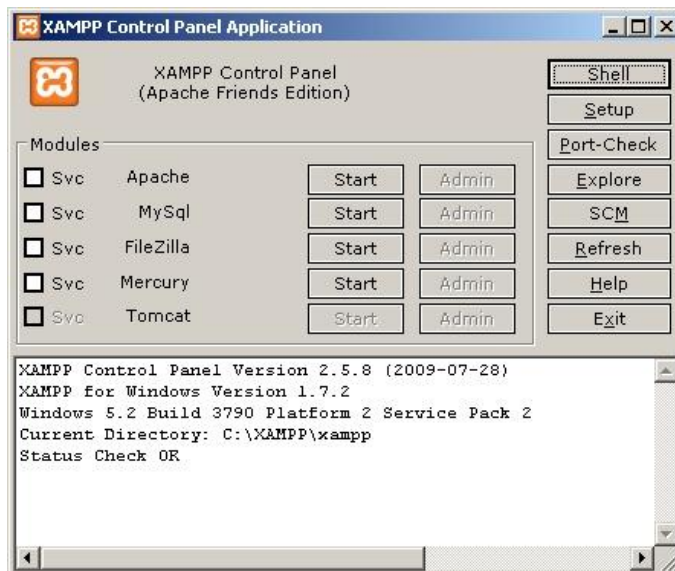 XAMPP Control Panel Application
XAMPP Control Panel
(Apache Friends Edition)
Shell
Setup
Port-Check
Explore
SCM
Refresh
Help
Exit
Modules
Svc Apache Start Admin
Svc MySql Start Admin
Svc FileZilla Start Admin
Svc Mercury Start Admin
Svc Tomcat Start Admin
XAMPP Control Panel Version 2.5.8 (2009-07-28)
XAMPP for Windows Version 1.7.2
Windows 5.2 Build 3790 Platform 2 Service Pack 2
Current Directory: C:\XAMPP\xampp
Status Check OK